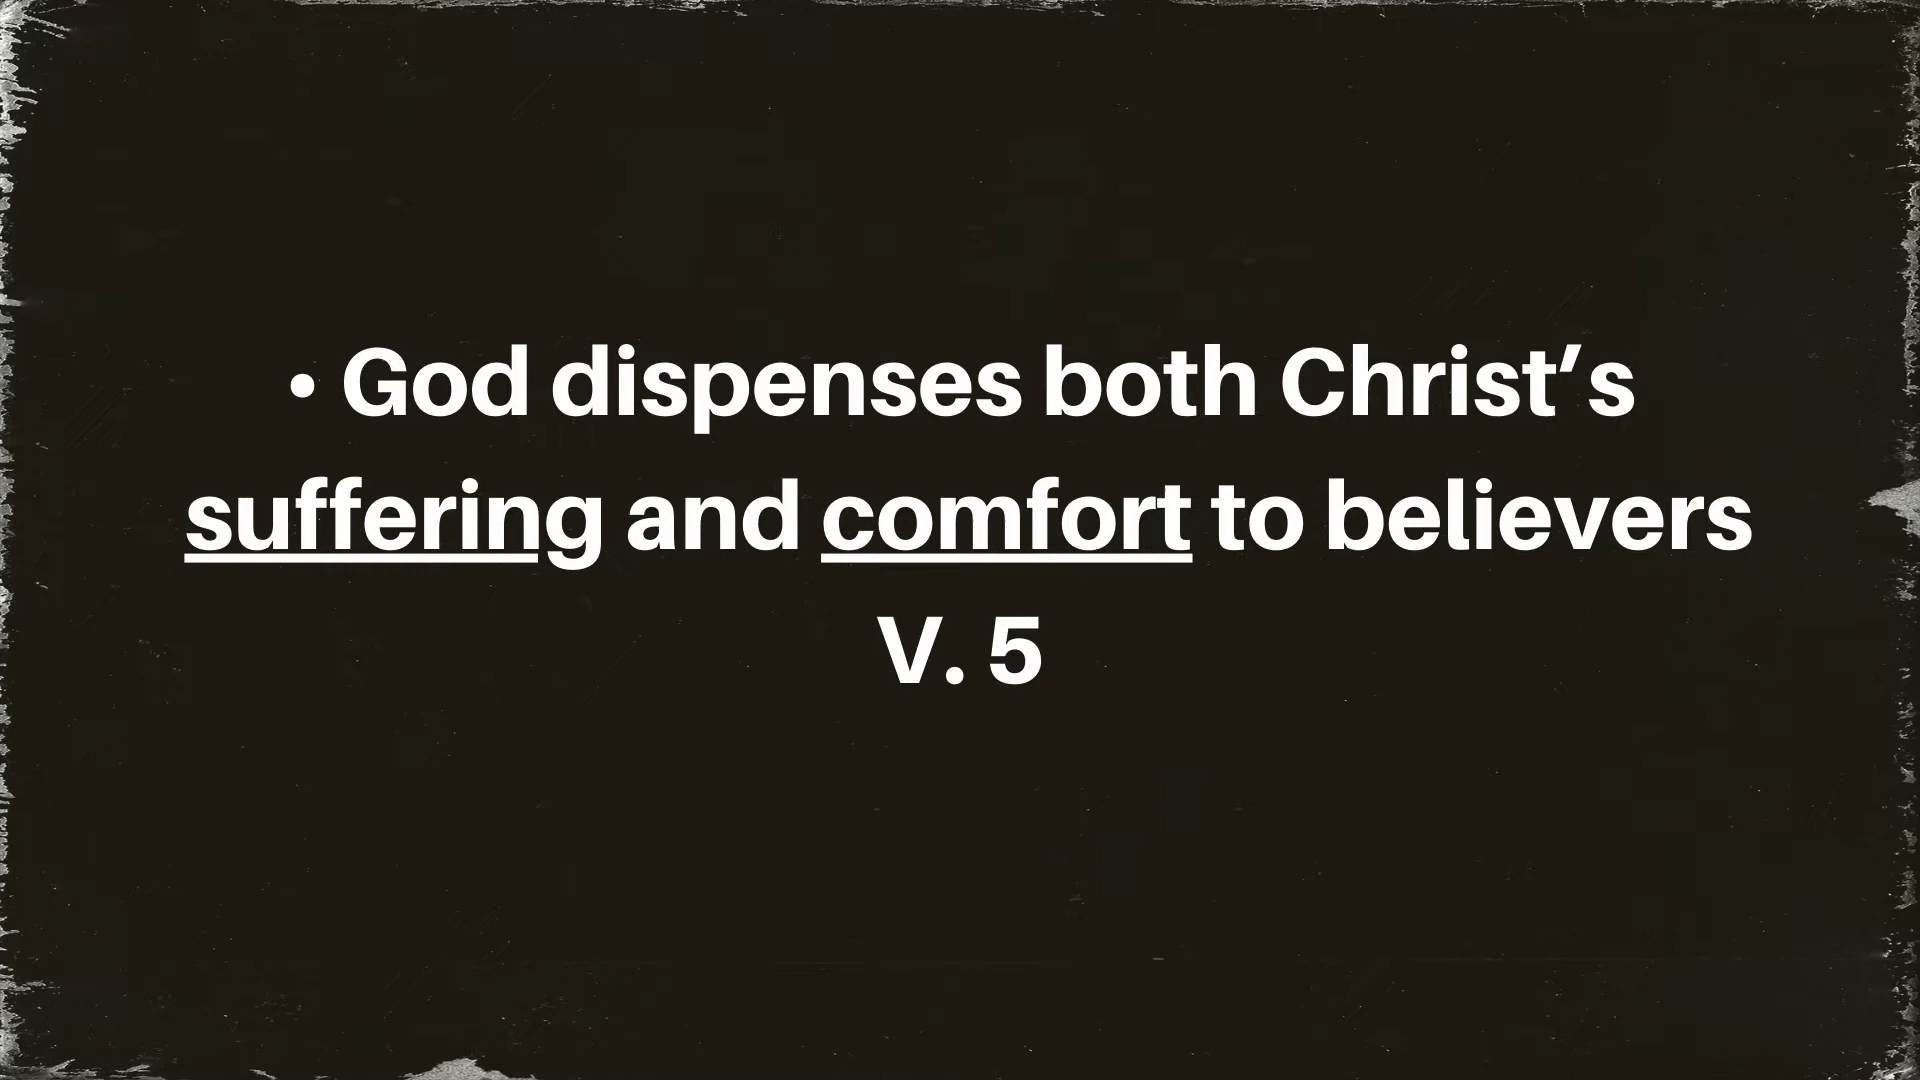 • God dispenses both Christ’s
suffering and comfort to believers
V. 5